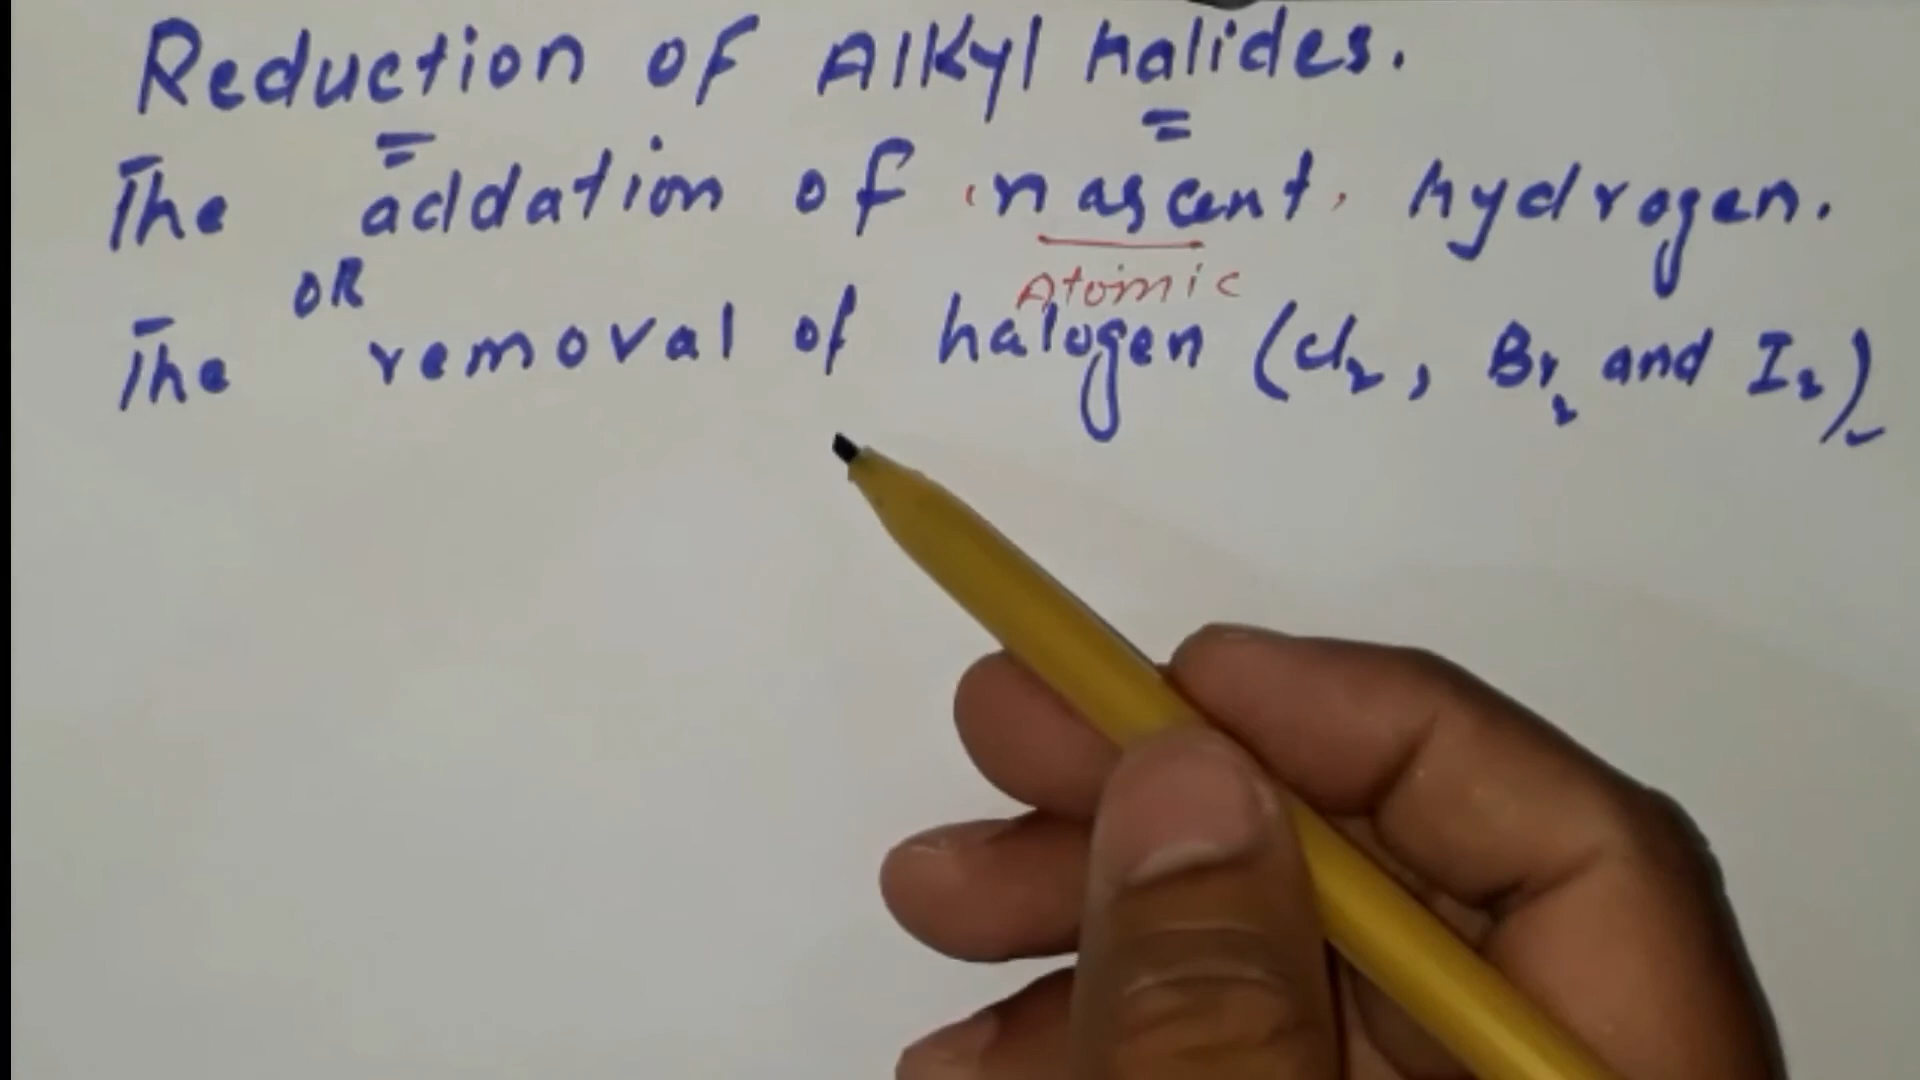 Reduction of Alkyl halides.
The addation of nascent hydrogen.
Atomic
OR
The removal of halogen (Cl₂, Br₂ and I₂)